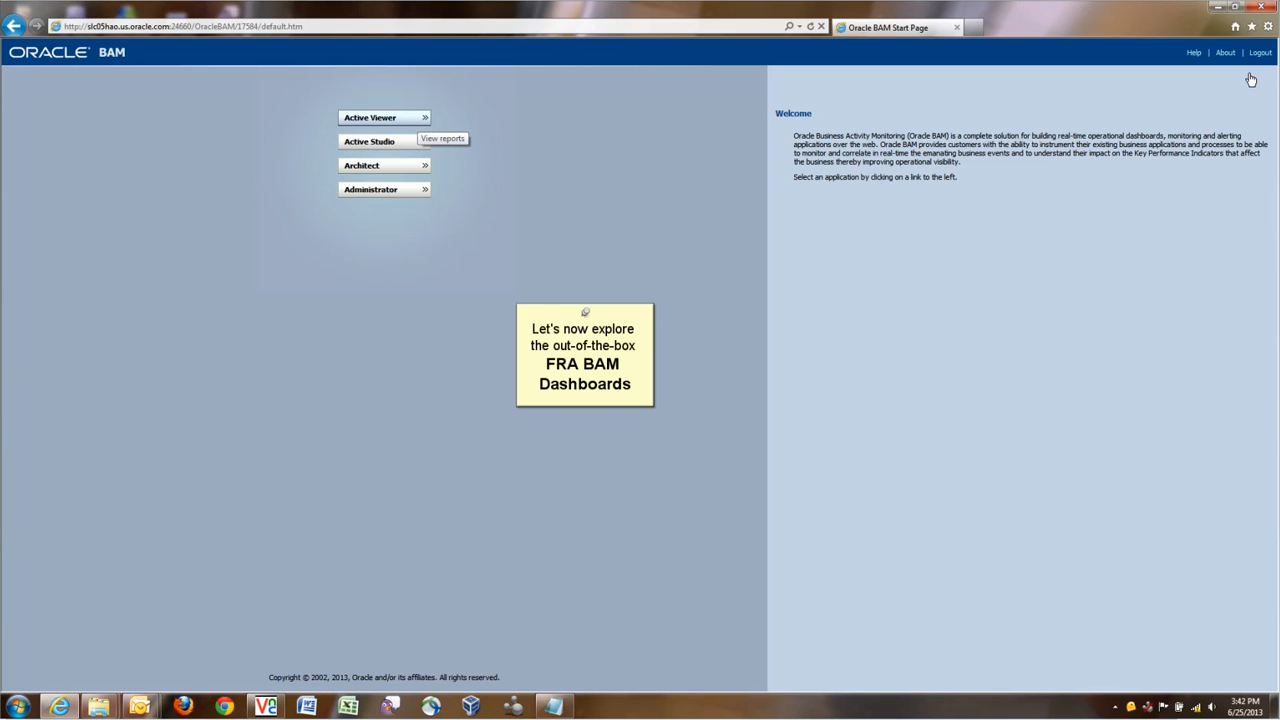 http://slc05hao.us.oracle.com:24660/OracleBAM/17584/default.htm
Oracle BAM Start Page
ORACLE BAM
Help | About | Logout
Active Viewer
View reports
Active Studio
Architect
Administrator
Welcome
Oracle Business Activity Monitoring (Oracle BAM) is a complete solution for building real-time operational dashboards, monitoring and alerting
applications over the web. Oracle BAM provides customers with the ability to instrument their existing business applications and processes to be able
to monitor and correlate in real-time the emanating business events and to understand their impact on the Key Performance Indicators that affect
the business thereby improving operational visibility.
Select an application by clicking on a link to the left.
Let's now explore
the out-of-the-box
FRA BAM
Dashboards
Copyright © 2002, 2013, Oracle and/or its affiliates. All rights reserved.
3:42 PM
6/25/2013